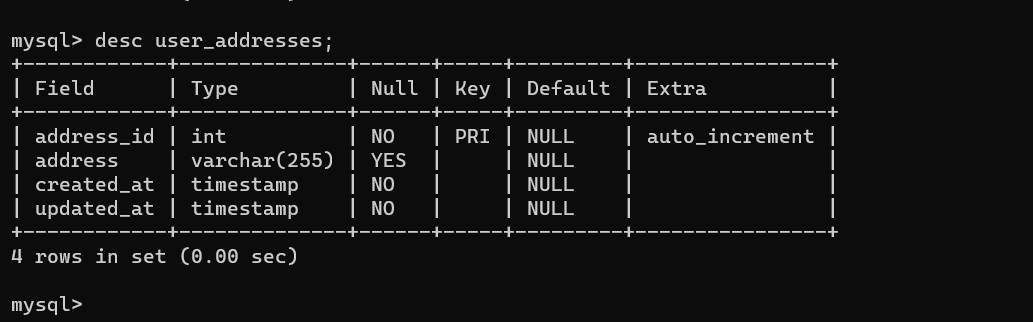 mysql> desc user_addresses;
+------------+--------------+------+-----+---------+----------------+
| Field      | Type         | Null | Key | Default | Extra          |
+------------+--------------+------+-----+---------+----------------+
| address_id | int          | NO   | PRI | NULL    | auto_increment |
| address    | varchar(255) | YES  |     | NULL    |                |
| created_at | timestamp    | NO   |     | NULL    |                |
| updated_at | timestamp    | NO   |     | NULL    |                |
+------------+--------------+------+-----+---------+----------------+
4 rows in set (0.00 sec)
mysql>